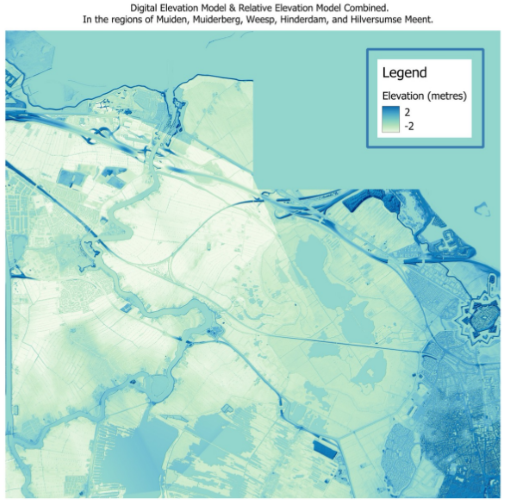 Digital Elevation Model & Relative Elevation Model Combined.
In the regions of Muiden, Muiderberg, Weesp, Hinderdam, and Hilversumse Meent.
Legend
Elevation (metres)
2
-2